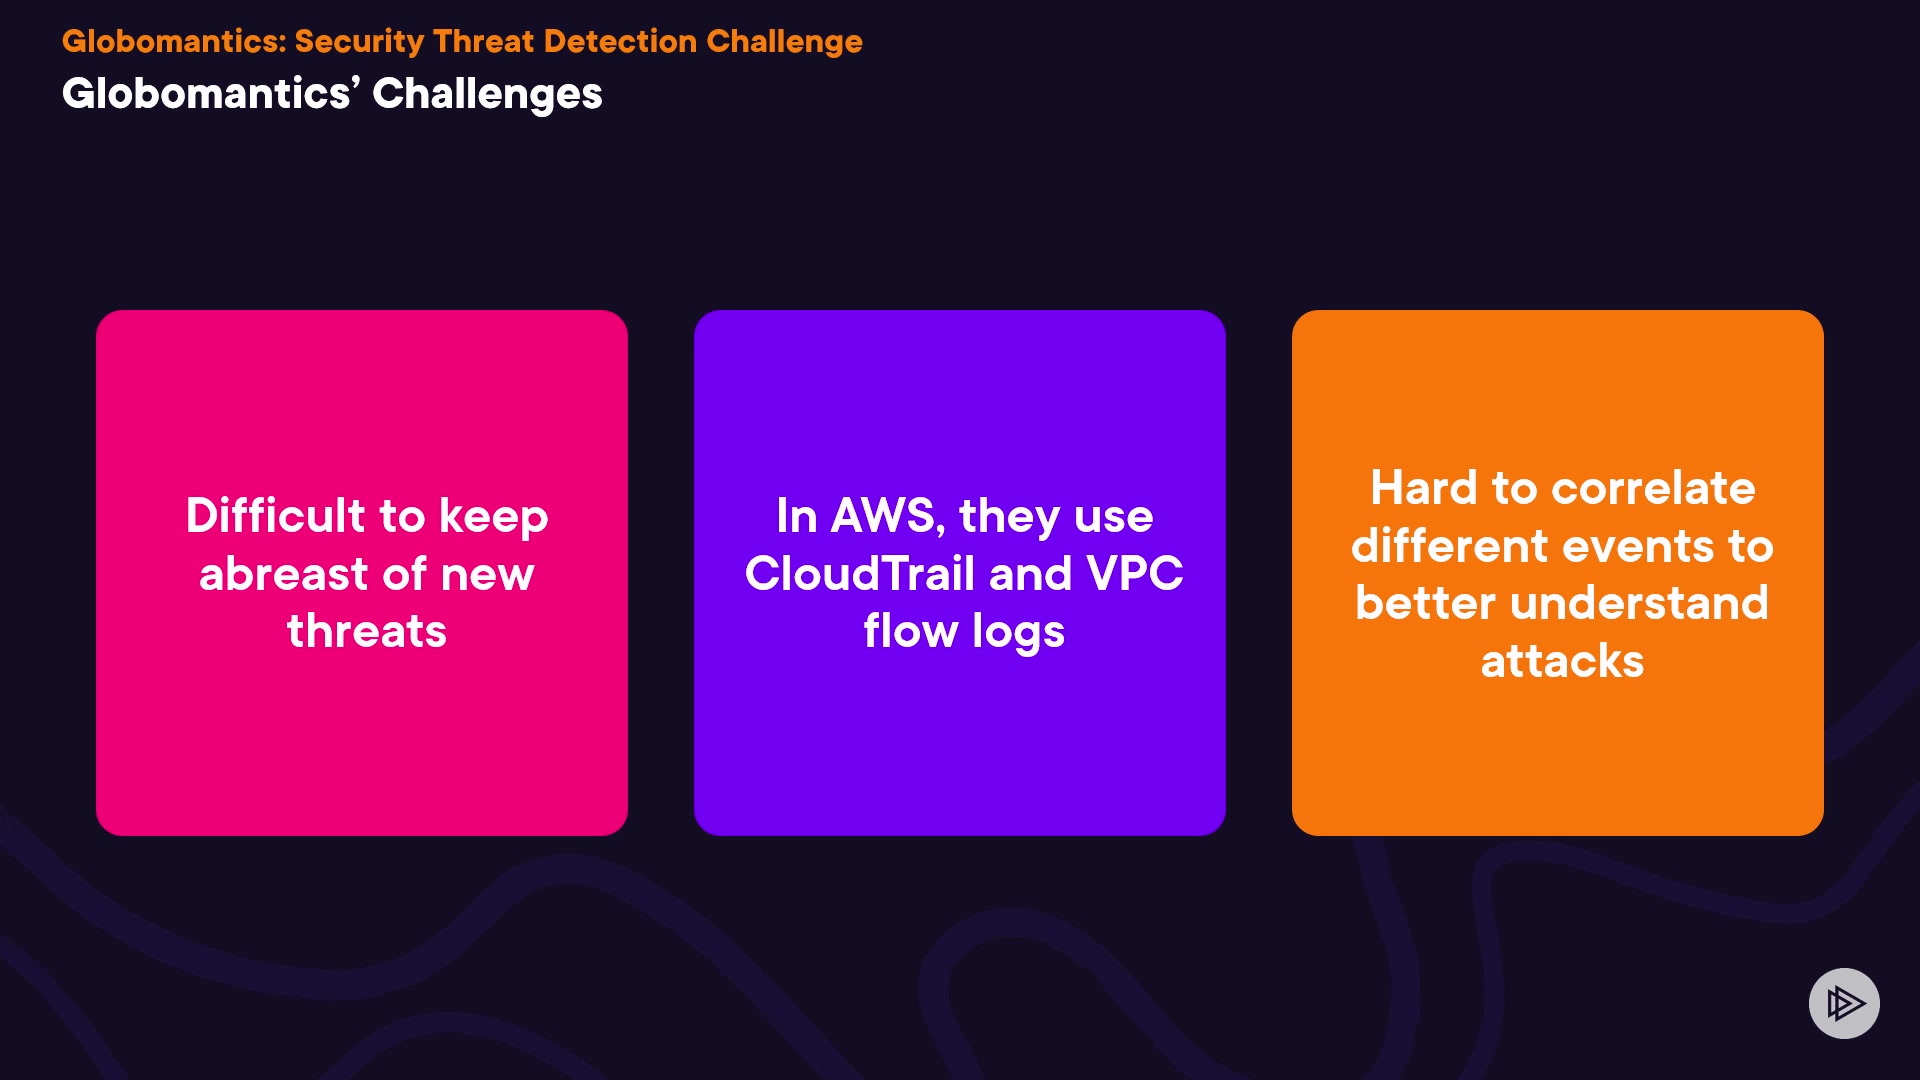 Globomantics: Security Threat Detection Challenge
Globomantics’ Challenges
Difficult to keep
abreast of new
threats
In AWS, they use
CloudTrail and VPC
flow logs
Hard to correlate
different events to
better understand
attacks